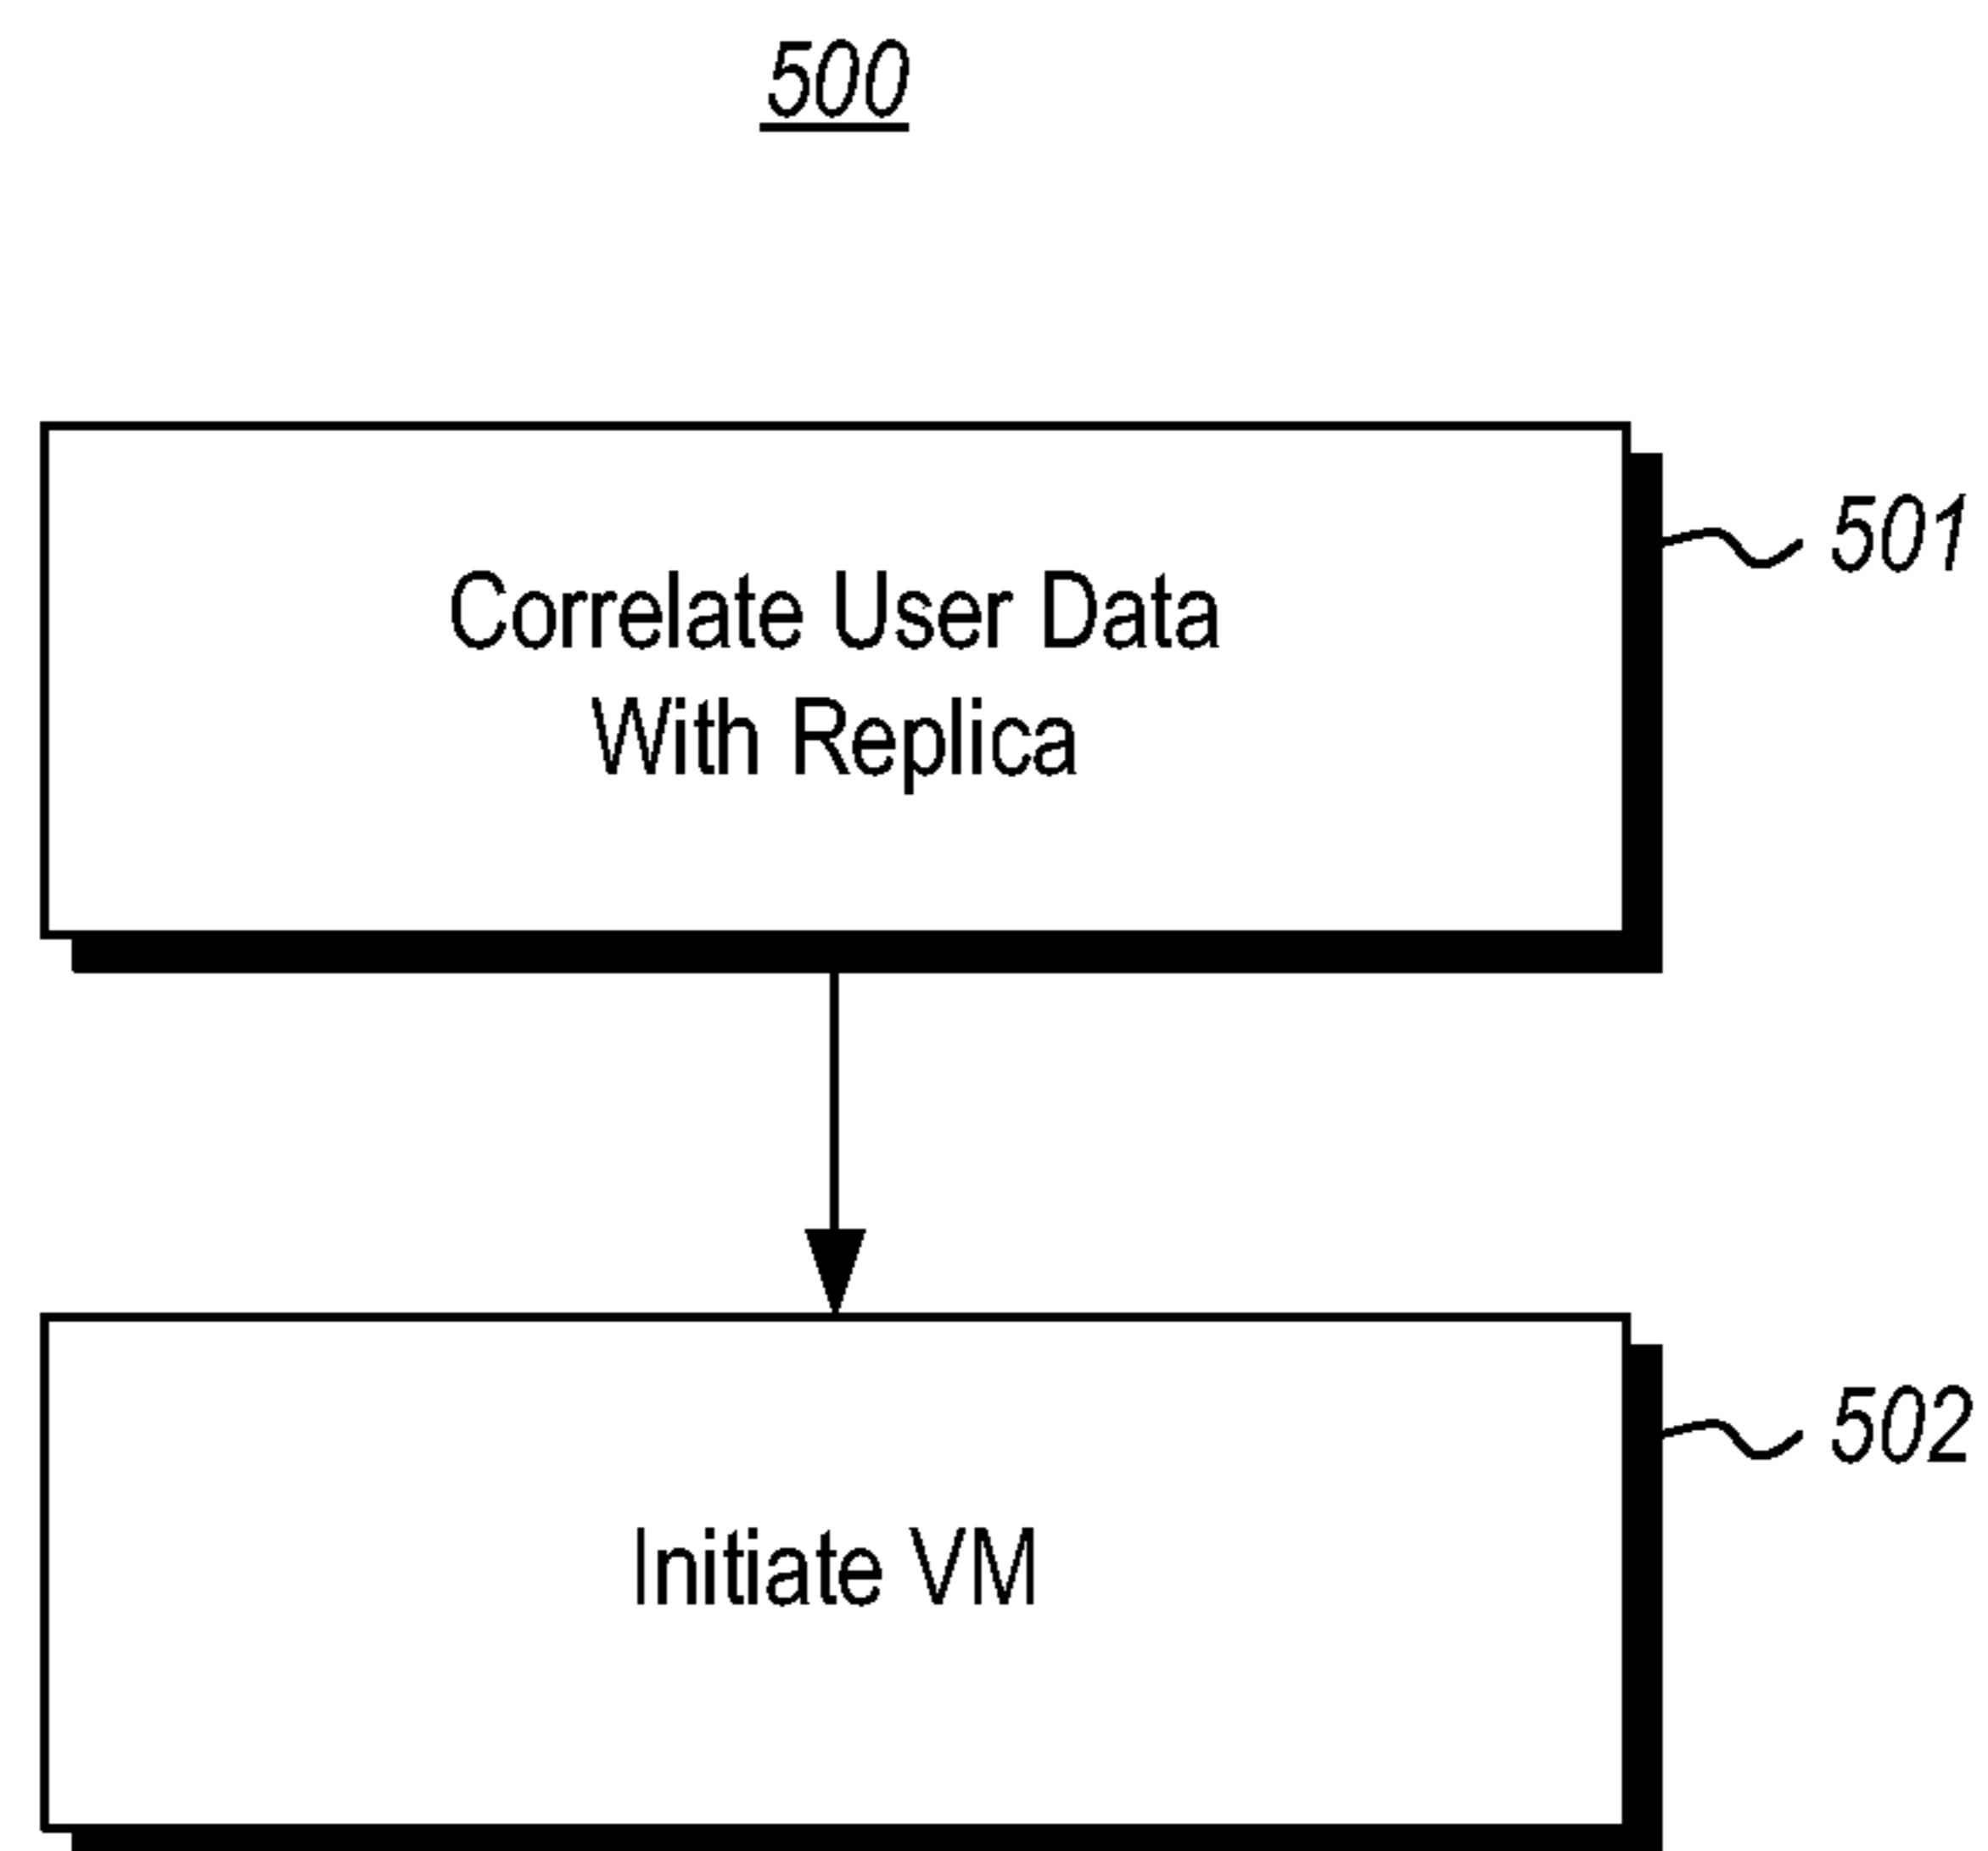 500
Correlate User Data
With Replica
501
Initiate VM
502